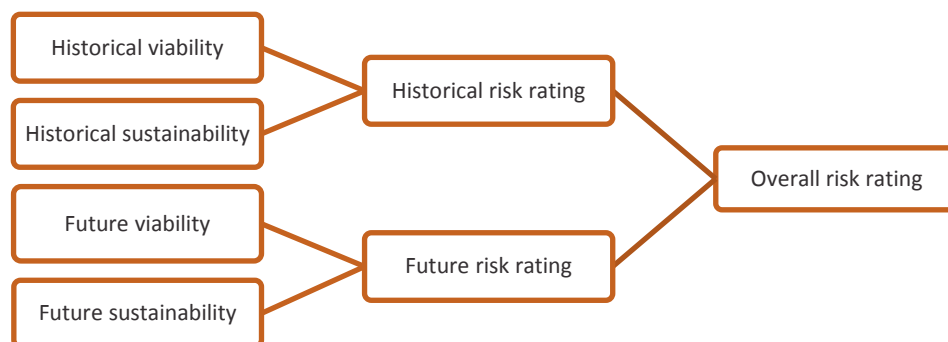 Historical viability
Historical risk rating
Historical sustainability
Overall risk rating
Future viability
Future risk rating
Future sustainability